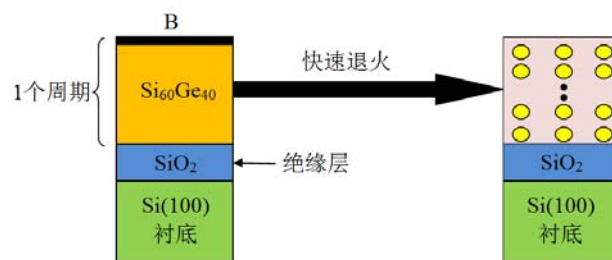 B
1个周期
Si₆₀Ge₄₀
快速退火
SiO₂
绝缘层
Si(100)
衬底
SiO₂
Si(100)
衬底